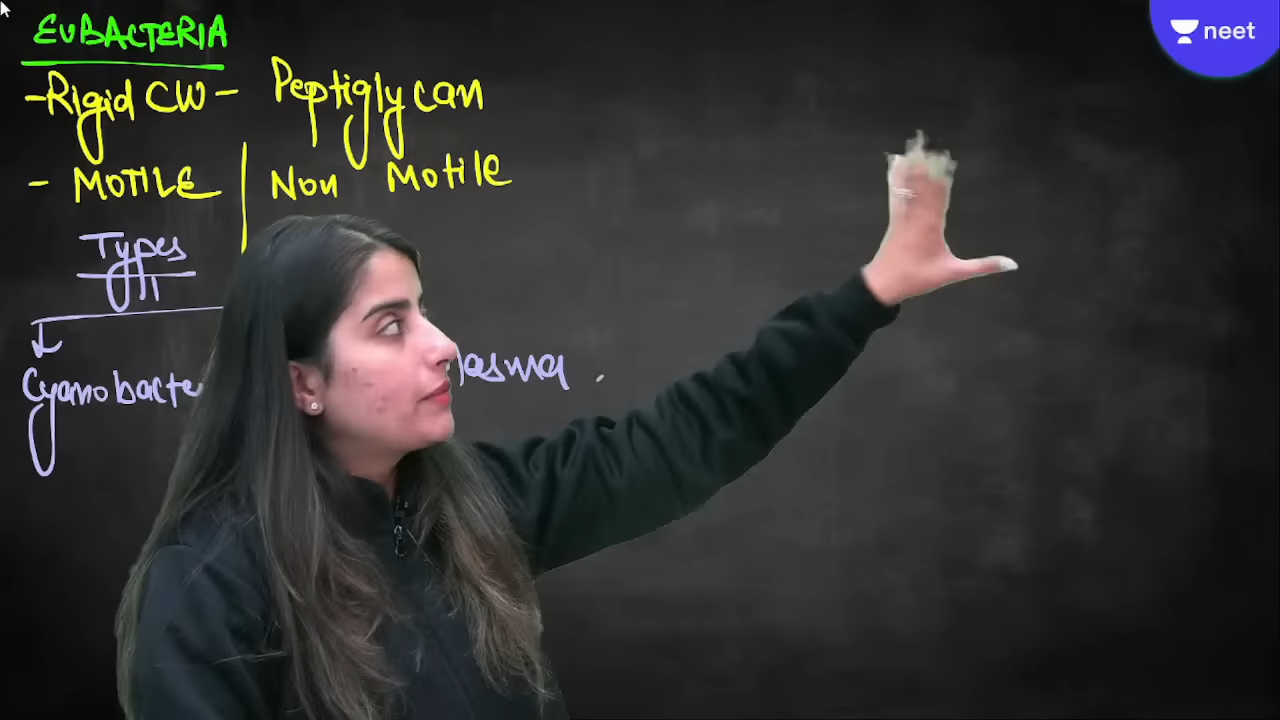 EUBACTERIA
neet
-Rigid CW - Peptiglycan
- MOTILE | Non Motile
Types
Cyanobacte lasma .